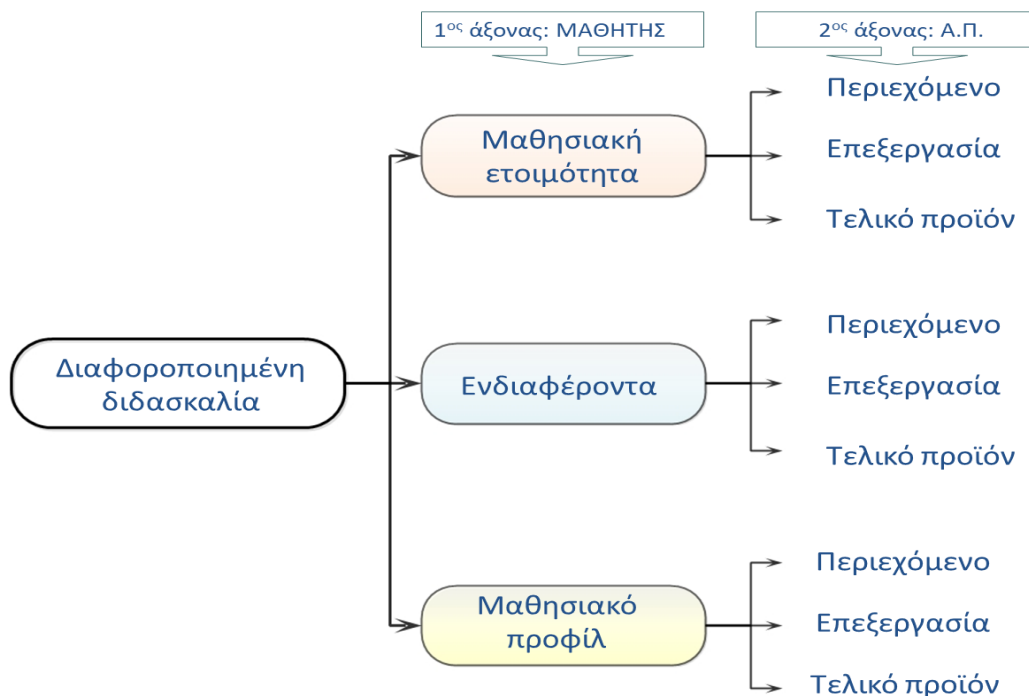 1ος άξονας: ΜΑΘΗΤΗΣ
2ος άξονας: Α.Π.
Διαφοροποιημένη
διδασκαλία
Μαθησιακή
ετοιμότητα
Περιεχόμενο
Επεξεργασία
Τελικό προϊόν
Ενδιαφέροντα
Περιεχόμενο
Επεξεργασία
Τελικό προϊόν
Μαθησιακό
προφίλ
Περιεχόμενο
Επεξεργασία
Τελικό προϊόν